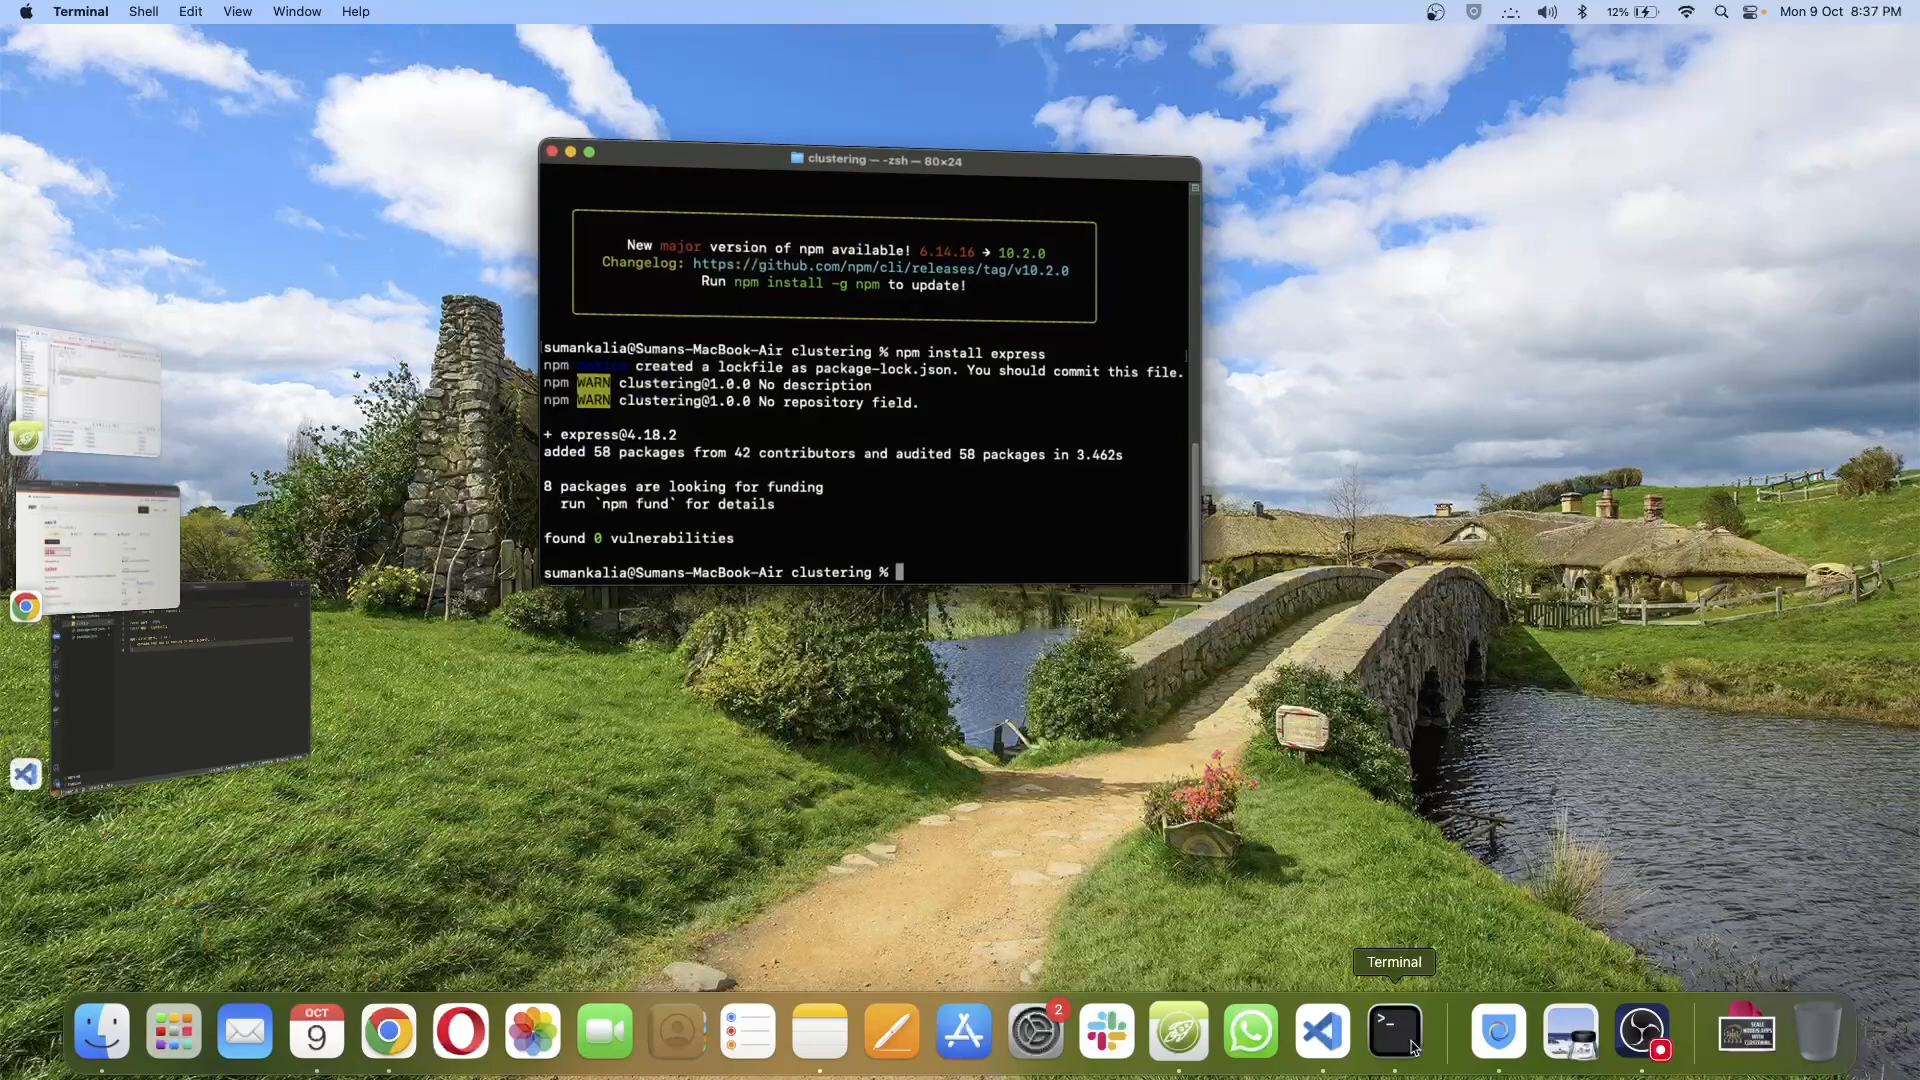 Terminal Shell Edit View Window Help
12% Mon 9 Oct 8:37 PM
clustering — -zsh — 80×24
New major version of npm available! 6.14.16 → 10.2.0
Changelog: https://github.com/npm/cli/releases/tag/v10.2.0
Run npm install -g npm to update!
sumankalia@Sumans-MacBook-Air clustering % npm install express
npm notice created a lockfile as package-lock.json. You should commit this file.
npm WARN clustering@1.0.0 No description
npm WARN clustering@1.0.0 No repository field.
+ express@4.18.2
added 58 packages from 42 contributors and audited 58 packages in 3.462s
8 packages are looking for funding
run `npm fund` for details
found 0 vulnerabilities
sumankalia@Sumans-MacBook-Air clustering %
Terminal
OCT
9
2
>_